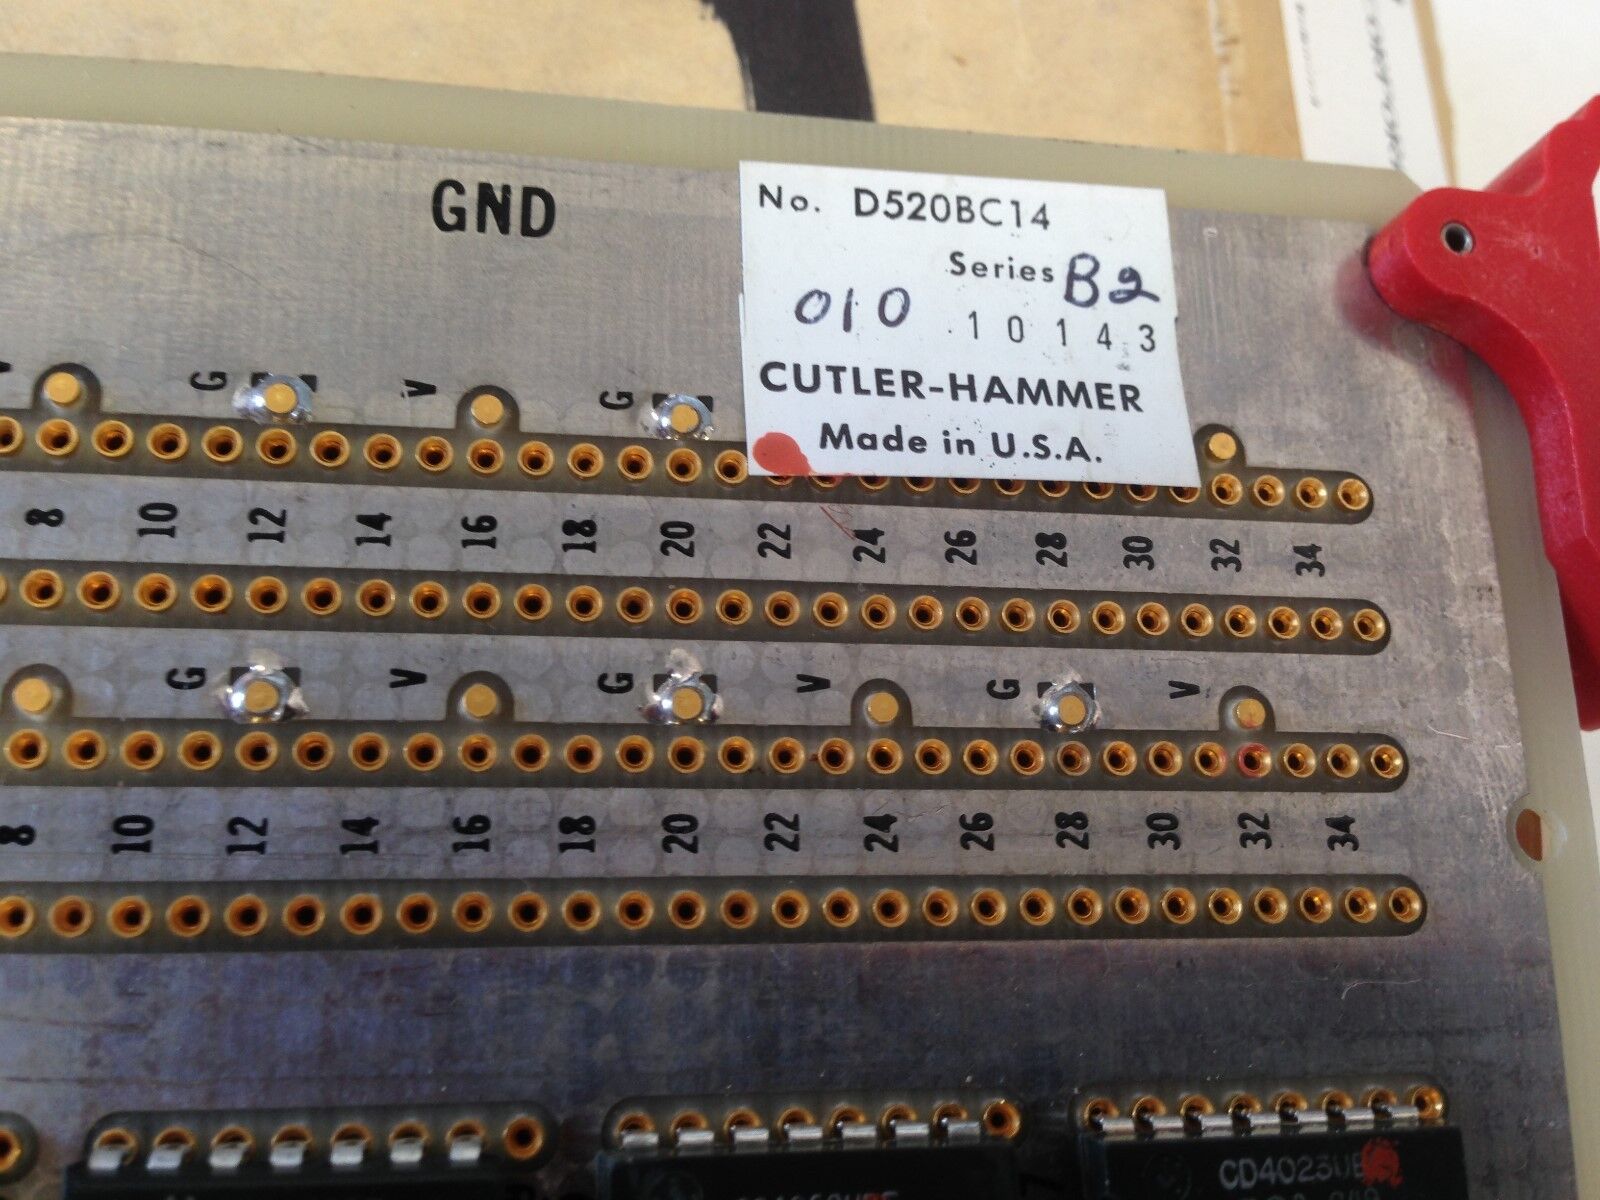 GND
No. D520BC14
Series B2
010 10143
CUTLER-HAMMER
Made in U.S.A.
G V G
8 10 12 14 16 18 20 22 24 26 28 30 32 34
G V G V G V
8 10 12 14 16 18 20 22 24 26 28 30 32 34
CD4023UBE